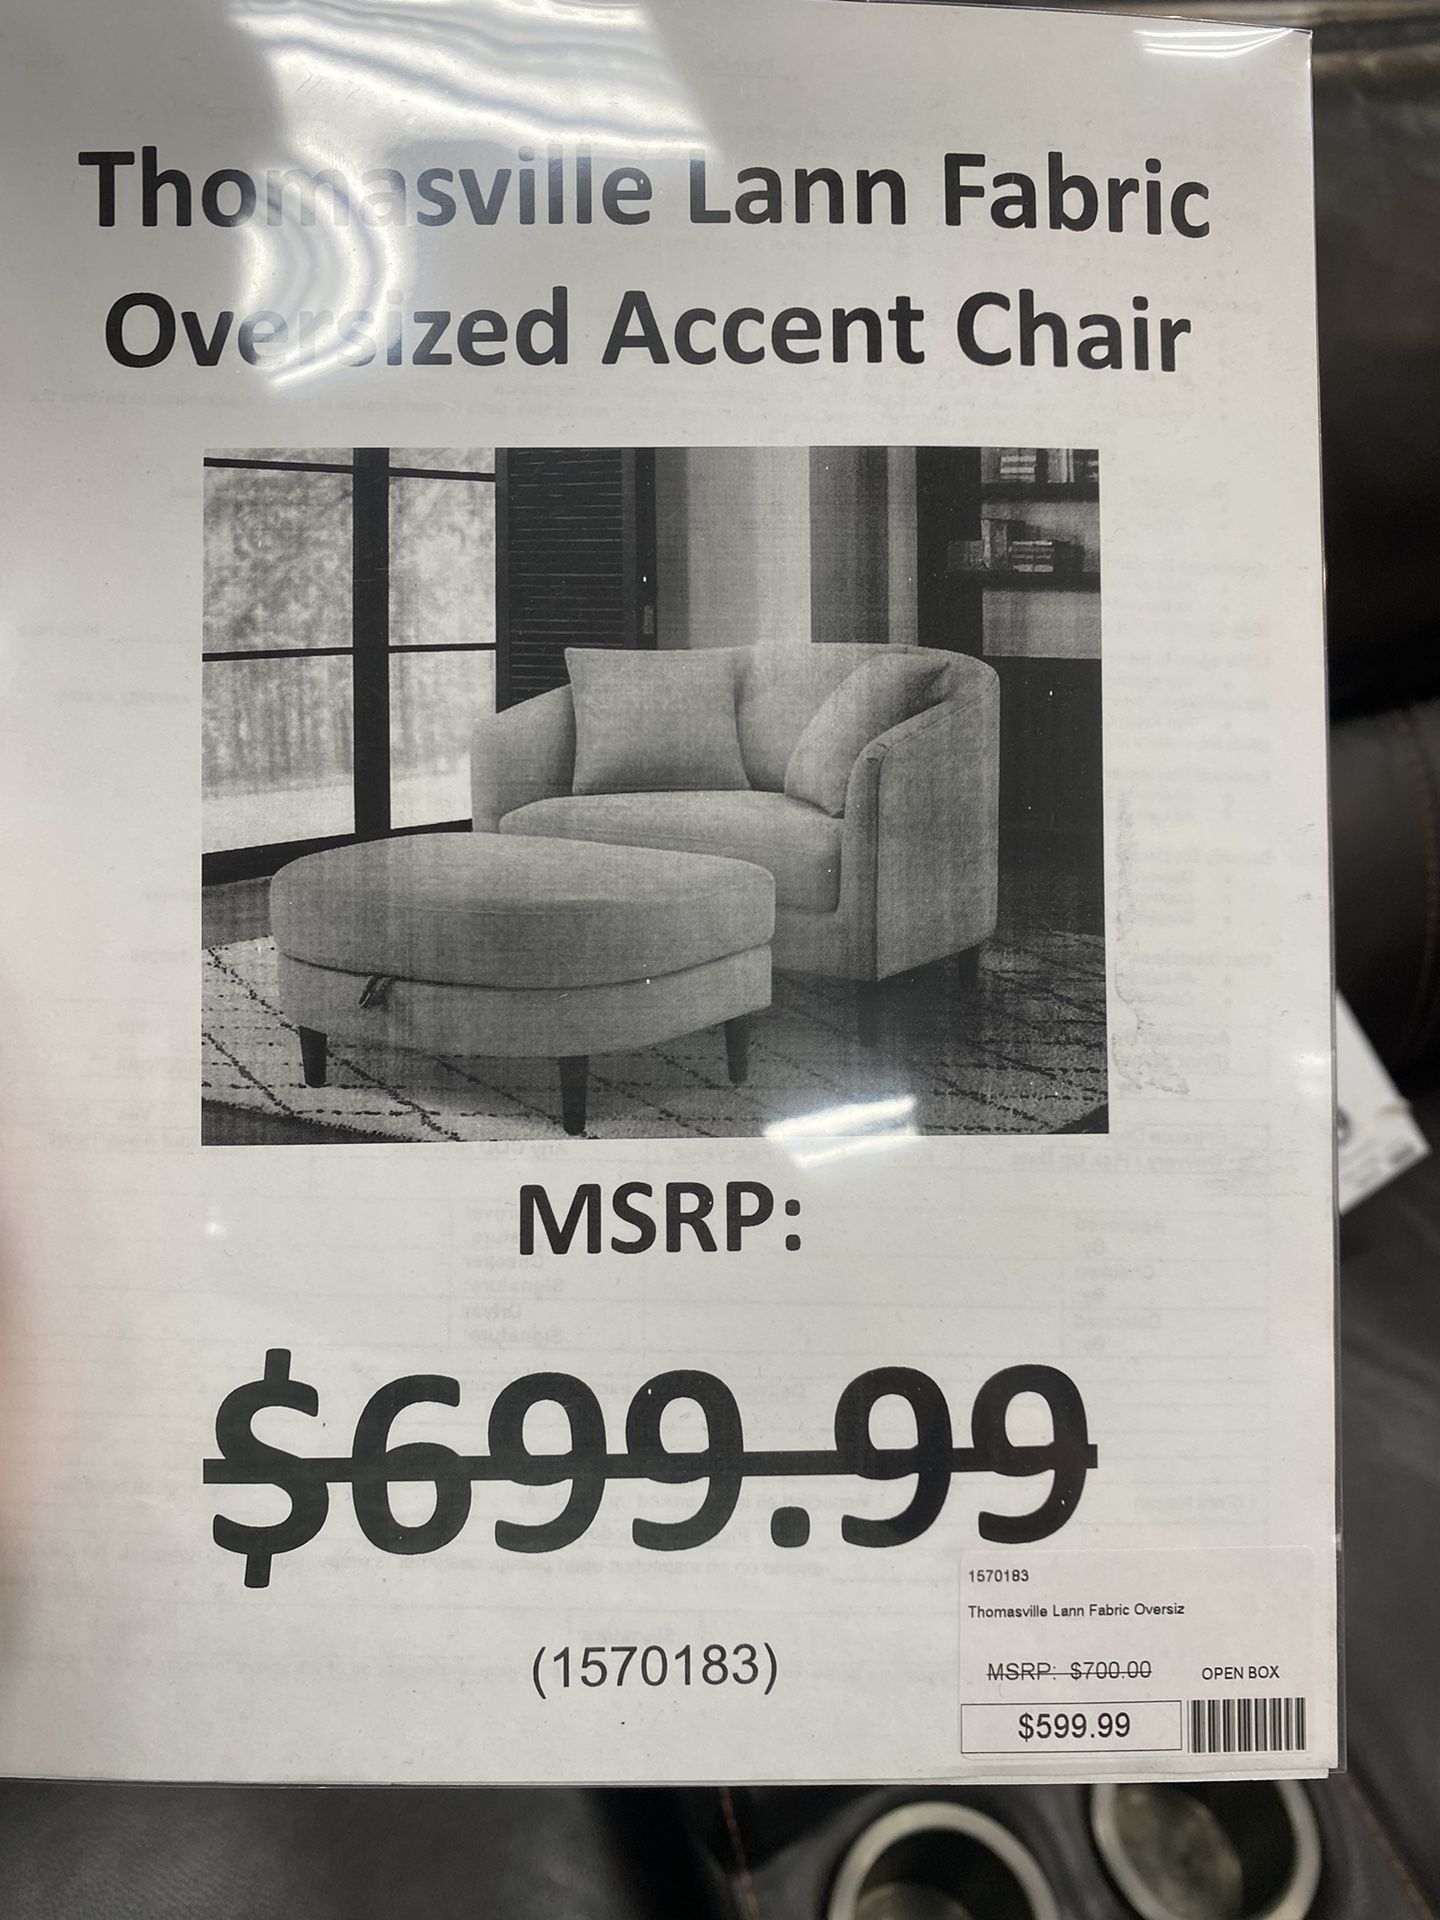 Thomasville Lann Fabric
Oversized Accent Chair
MSRP:
$699.99
(1570183)
1570183
Thomasville Lann Fabric Oversiz
MSRP: $700.00 OPEN BOX
$599.99